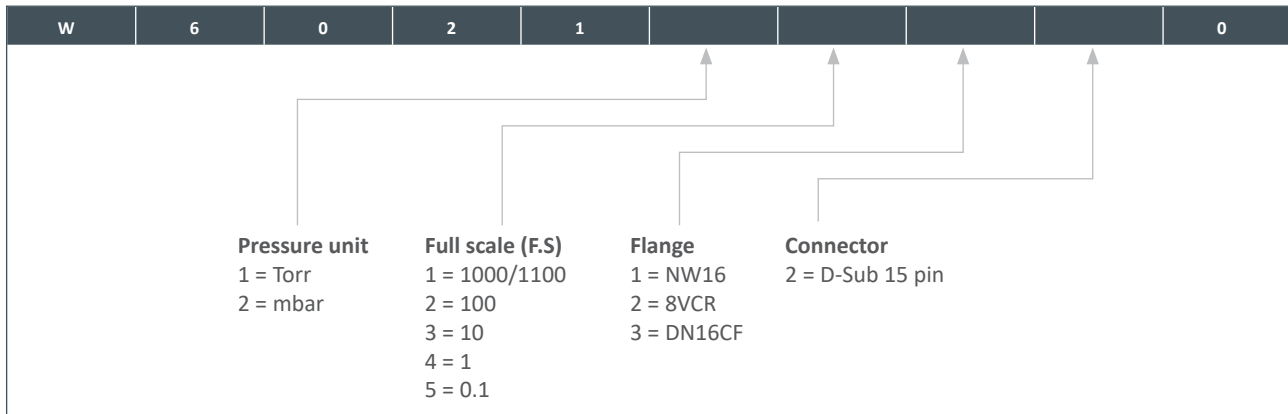 W 6 0 2 1 0
Pressure unit
1 = Torr
2 = mbar
Full scale (F.S)
1 = 1000/1100
2 = 100
3 = 10
4 = 1
5 = 0.1
Flange
1 = NW16
2 = 8VCR
3 = DN16CF
Connector
2 = D-Sub 15 pin